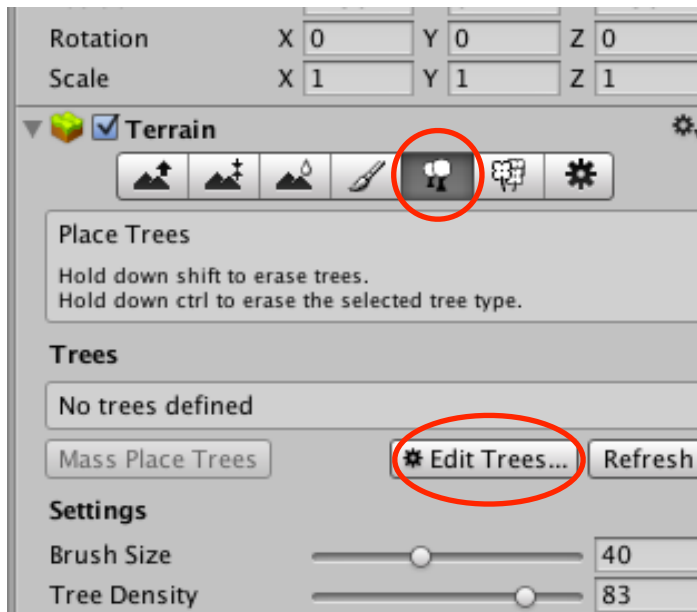 Rotation X 0 Y 0 Z 0
Scale X 1 Y 1 Z 1
Terrain
Place Trees
Hold down shift to erase trees.
Hold down ctrl to erase the selected tree type.
Trees
No trees defined
Mass Place Trees Edit Trees... Refresh
Settings
Brush Size 40
Tree Density 83